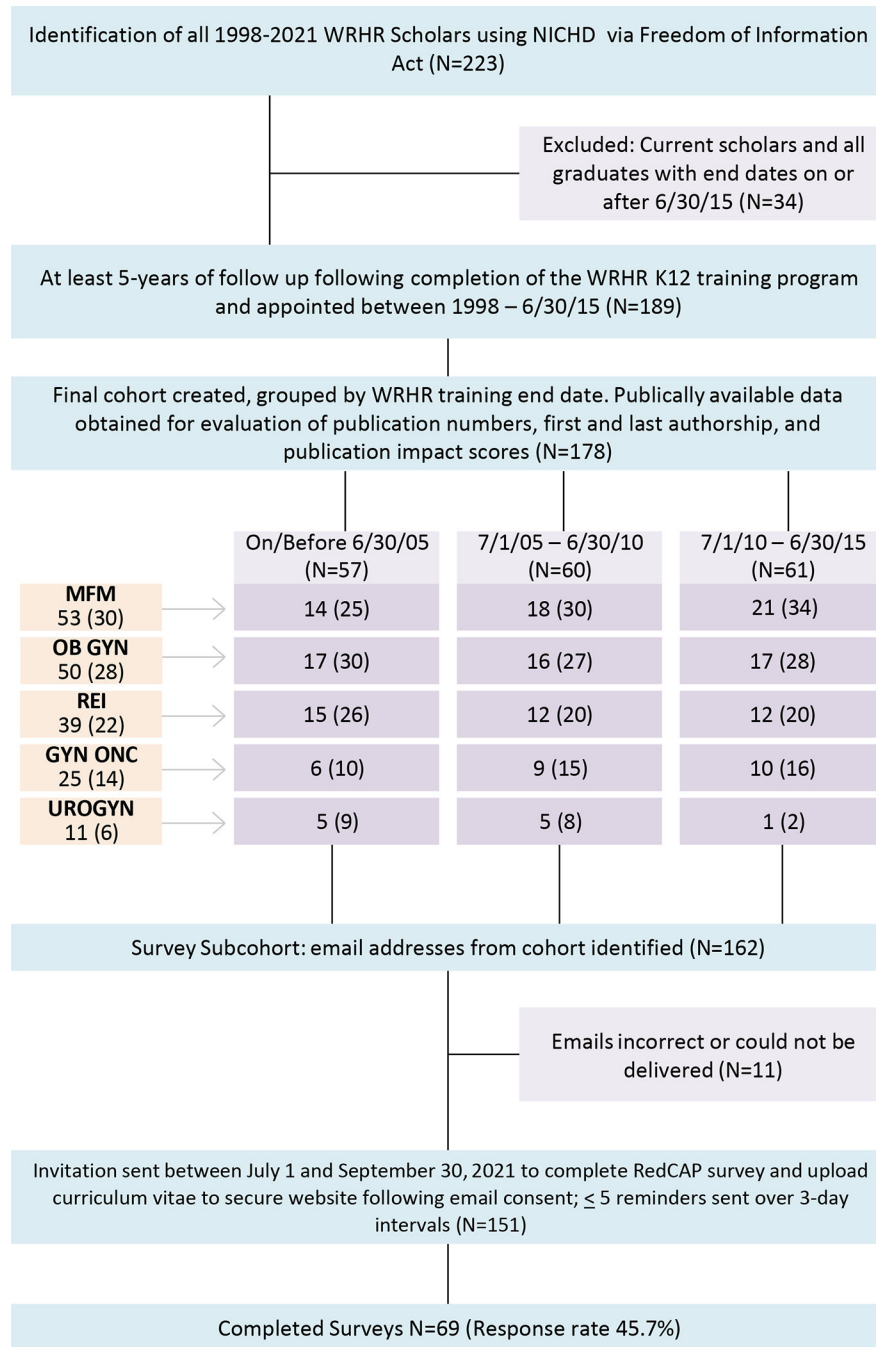 Identification of all 1998-2021 WRHR Scholars using NICHD via Freedom of Information
Act (N=223)
Excluded: Current scholars and all
graduates with end dates on or
after 6/30/15 (N=34)
At least 5-years of follow up following completion of the WRHR K12 training program
and appointed between 1998 – 6/30/15 (N=189)
Final cohort created, grouped by WRHR training end date. Publically available data
obtained for evaluation of publication numbers, first and last authorship, and
publication impact scores (N=178)
On/Before 6/30/05
(N=57)
7/1/05 – 6/30/10
(N=60)
7/1/10 – 6/30/15
(N=61)
MFM
53 (30)
14 (25)
18 (30)
21 (34)
OB GYN
50 (28)
17 (30)
16 (27)
17 (28)
REI
39 (22)
15 (26)
12 (20)
12 (20)
GYN ONC
25 (14)
6 (10)
9 (15)
10 (16)
UROGYN
11 (6)
5 (9)
5 (8)
1 (2)
Survey Subcohort: email addresses from cohort identified (N=162)
Emails incorrect or could not be
delivered (N=11)
Invitation sent between July 1 and September 30, 2021 to complete RedCAP survey and upload
curriculum vitae to secure website following email consent; ≤ 5 reminders sent over 3-day
intervals (N=151)
Completed Surveys N=69 (Response rate 45.7%)